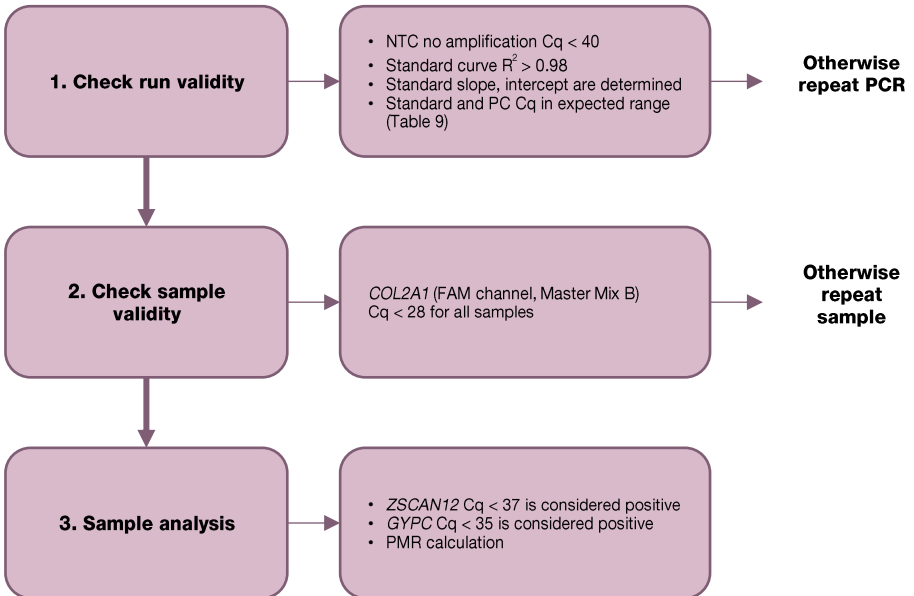 1. Check run validity
• NTC no amplification Cq < 40
• Standard curve R² > 0.98
• Standard slope, intercept are determined
• Standard and PC Cq in expected range
(Table 9)
Otherwise
repeat PCR
2. Check sample
validity
COL2A1 (FAM channel, Master Mix B)
Cq < 28 for all samples
Otherwise
repeat
sample
3. Sample analysis
• ZSCAN12 Cq < 37 is considered positive
• GYPC Cq < 35 is considered positive
• PMR calculation